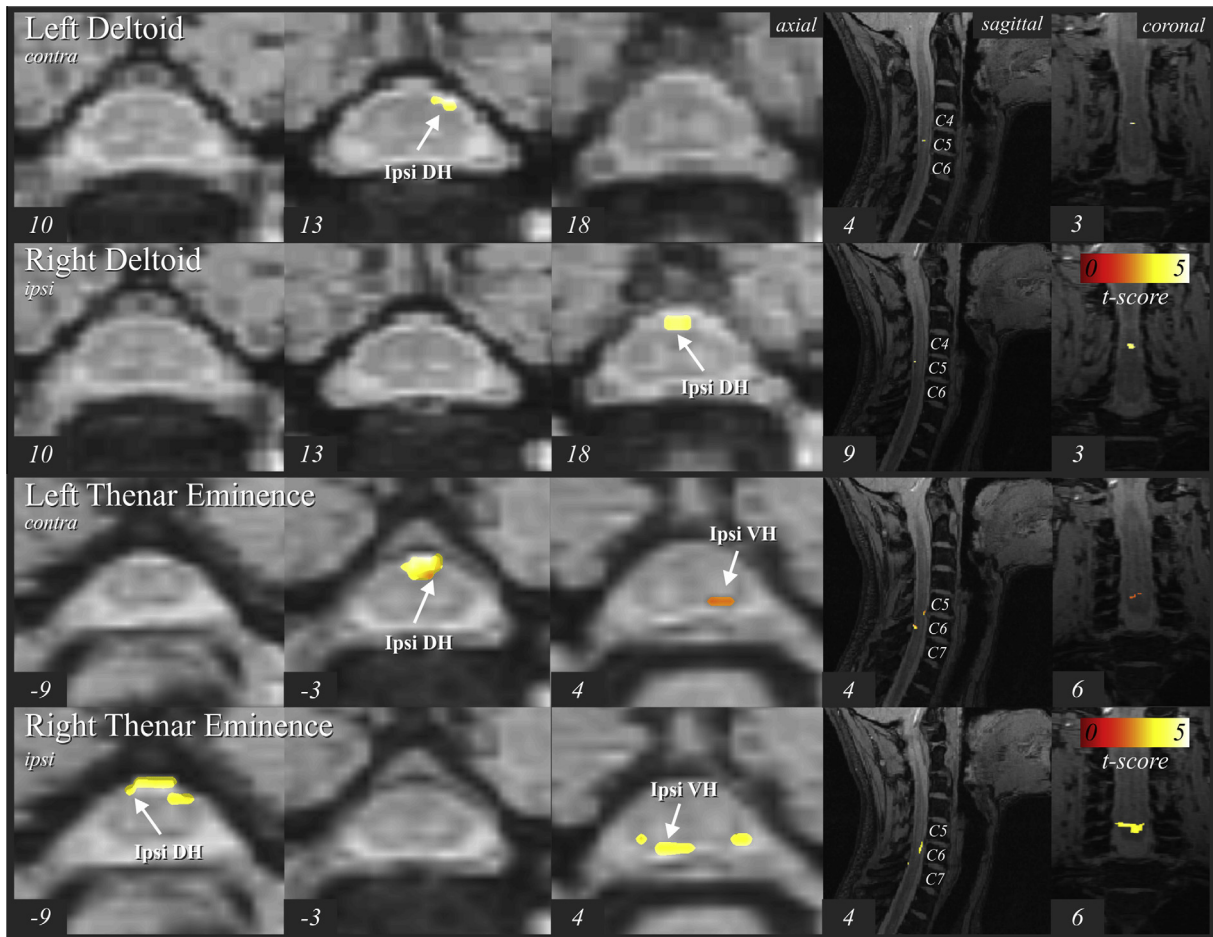 Left Deltoid
contra
axial
sagittal
coronal
Ipsi DH
C4
C5
C6
10
13
18
4
3
Right Deltoid
ipsi
0
5
t-score
Ipsi DH
C4
C5
C6
10
13
18
9
3
Left Thenar Eminence
contra
Ipsi VH
Ipsi DH
C5
C6
C7
-9
-3
4
4
6
Right Thenar Eminence
ipsi
0
5
t-score
Ipsi VH
Ipsi DH
C5
C6
C7
-9
-3
4
4
6